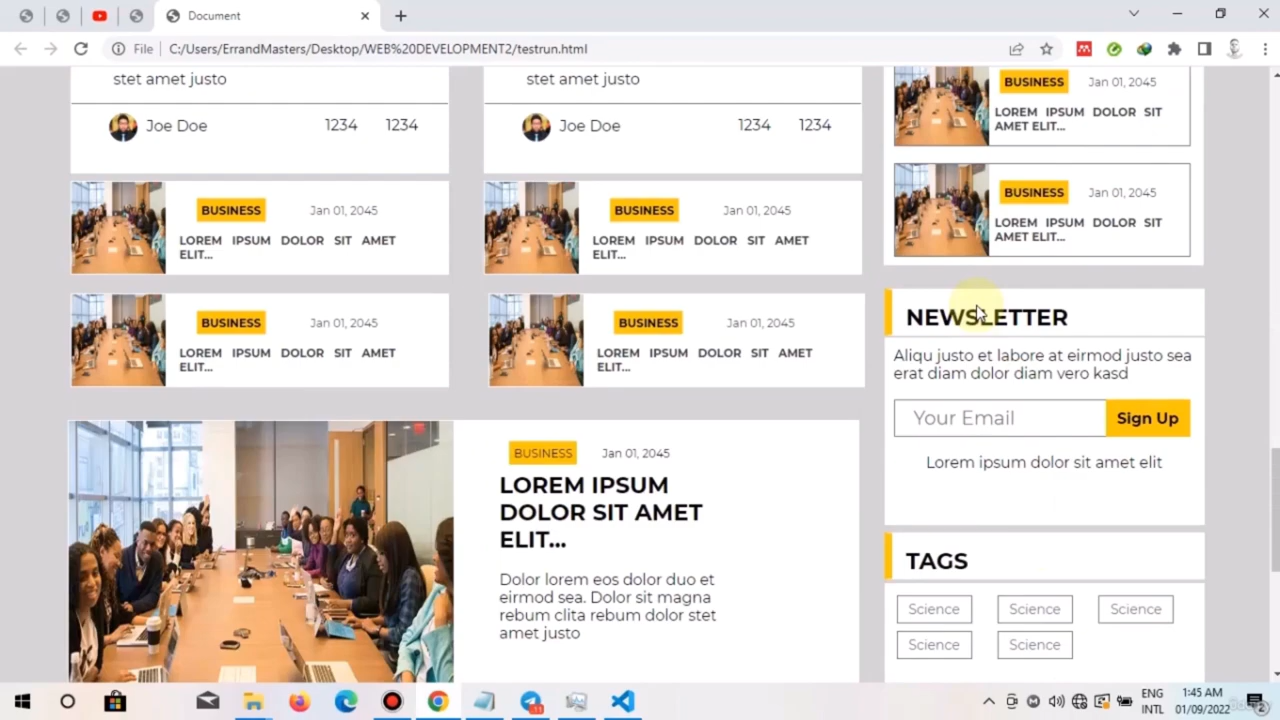 Document
File
C:/Users/ErrandMasters/Desktop/WEB%20DEVELOPMENT2/testrun.html
stet amet justo
Joe Doe 1234 1234
BUSINESS Jan 01, 2045
LOREM IPSUM DOLOR SIT AMET
ELIT...
BUSINESS Jan 01, 2045
LOREM IPSUM DOLOR SIT AMET
ELIT...
stet amet justo
Joe Doe 1234 1234
BUSINESS Jan 01, 2045
LOREM IPSUM DOLOR SIT AMET
ELIT...
BUSINESS Jan 01, 2045
LOREM IPSUM DOLOR SIT AMET
ELIT...
BUSINESS Jan 01, 2045
LOREM IPSUM
DOLOR SIT AMET
ELIT...
Dolor lorem eos dolor duo et
eirmod sea. Dolor sit magna
rebum clita rebum dolor stet
amet justo
BUSINESS Jan 01, 2045
LOREM IPSUM DOLOR SIT
AMET ELIT...
BUSINESS Jan 01, 2045
LOREM IPSUM DOLOR SIT
AMET ELIT...
NEWSLETTER
Aliqu justo et labore at eirmod justo sea
erat diam dolor diam vero kasd
Your Email Sign Up
Lorem ipsum dolor sit amet elit
TAGS
Science Science Science
Science Science
ENG
INTL
1:45 AM
01/09/2022